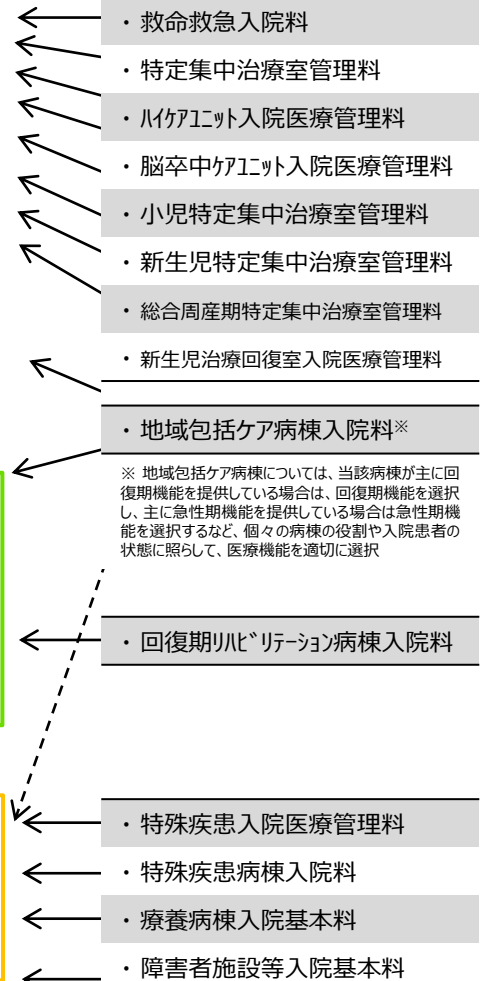 ・救命救急入院料
・特定集中治療室管理料
・ﾊｲｹｱﾕﾆｯﾄ入院医療管理料
・脳卒中ｹｱﾕﾆｯﾄ入院医療管理料
・小児特定集中治療室管理料
・新生児特定集中治療室管理料
・総合周産期特定集中治療室管理料
・新生児治療回復室入院医療管理料
・地域包括ケア病棟入院料※
※ 地域包括ケア病棟については、当該病棟が主に回
復期機能を提供している場合は、回復期機能を選択
し、主に急性期機能を提供している場合は急性期機
能を選択するなど、個々の病棟の役割や入院患者の
状態に照らして、医療機能を適切に選択
・回復期ﾘﾊﾋﾞﾘﾃｰｼｮﾝ病棟入院料
・特殊疾患入院医療管理料
・特殊疾患病棟入院料
・療養病棟入院基本料
・障害者施設等入院基本料